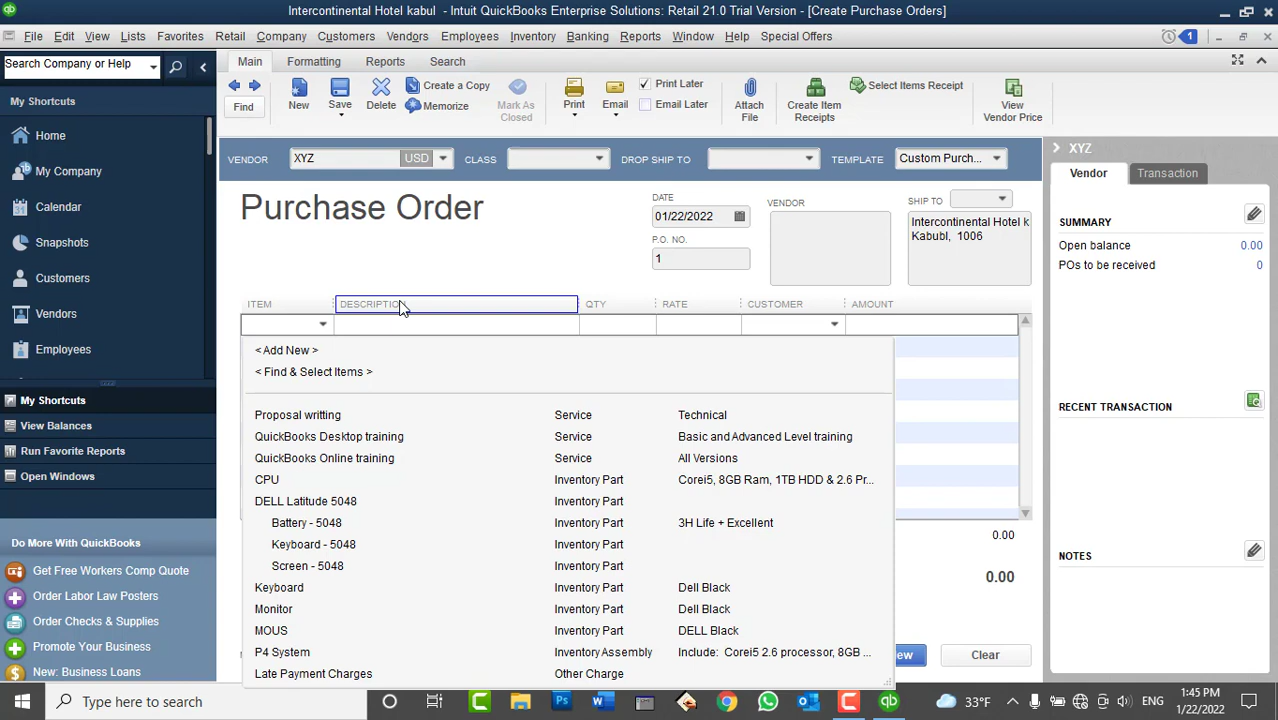 Intercontinental Hotel kabul - Intuit QuickBooks Enterprise Solutions: Retail 21.0 Trial Version - [Create Purchase Orders]
File Edit View Lists Favorites Retail Company Customers Vendors Employees Inventory Banking Reports Window Help Special Offers 1
Search Company or Help
My Shortcuts
Home
My Company
Calendar
Snapshots
Customers
Vendors
Employees
My Shortcuts
View Balances
Run Favorite Reports
Open Windows
Do More With QuickBooks
Get Free Workers Comp Quote
Order Labor Law Posters
Order Checks & Supplies
Promote Your Business
New: Business Loans
Main Formatting Reports Search
Find
New
Save
Delete
Create a Copy
Memorize
Mark As
Closed
Print
Email
Print Later
Email Later
Attach
File
Create Item
Receipts
Select Items Receipt
View
Vendor Price
VENDOR XYZ USD CLASS DROP SHIP TO TEMPLATE Custom Purch...
Purchase Order
DATE
01/22/2022
P.O. NO.
1
VENDOR
SHIP TO
Intercontinental Hotel k
Kabubl, 1006
ITEM DESCRIPTION QTY RATE CUSTOMER AMOUNT
< Add New >
< Find & Select Items >
Proposal writting Service Technical
QuickBooks Desktop training Service Basic and Advanced Level training
QuickBooks Online training Service All Versions
CPU Inventory Part Corei5, 8GB Ram, 1TB HDD & 2.6 Pr...
DELL Latitude 5048 Inventory Part
Battery - 5048 Inventory Part 3H Life + Excellent
Keyboard - 5048 Inventory Part
Screen - 5048 Inventory Part
Keyboard Inventory Part Dell Black
Monitor Inventory Part Dell Black
MOUS Inventory Part DELL Black
P4 System Inventory Assembly Include: Corei5 2.6 processor, 8GB ...
Late Payment Charges Other Charge
0.00
0.00
ew Clear
XYZ
Vendor Transaction
SUMMARY
Open balance 0.00
POs to be received 0
RECENT TRANSACTION
NOTES
Type here to search
33°F
ENG
1:45 PM
1/22/2022